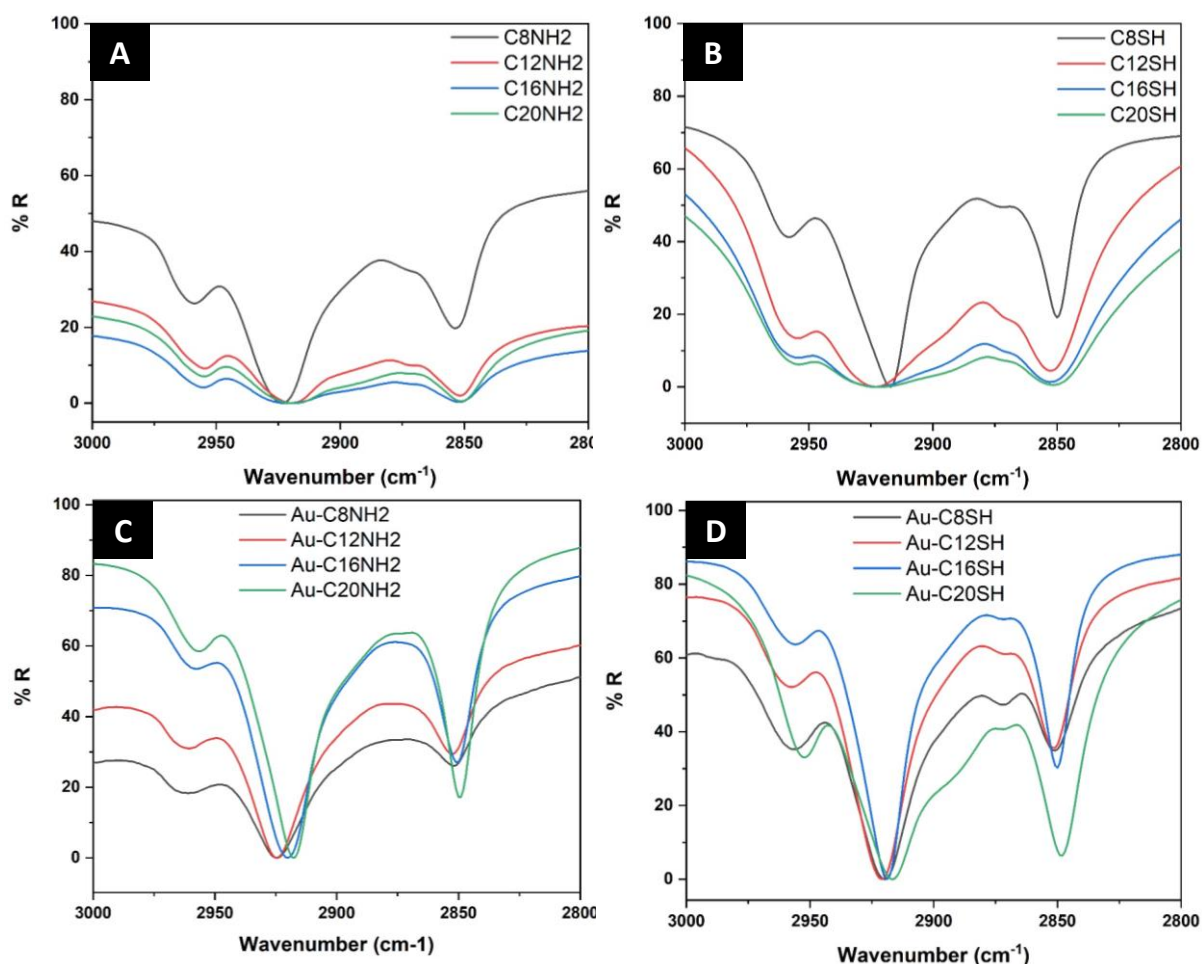 A
C8NH2
C12NH2
C16NH2
C20NH2
100
80
60
40
20
0
% R
3000 2950 2900 2850 280
Wavenumber (cm⁻¹)
B
C8SH
C12SH
C16SH
C20SH
100
80
60
40
20
0
% R
3000 2950 2900 2850 2800
Wavenumber (cm⁻¹)
C
Au-C8NH2
Au-C12NH2
Au-C16NH2
Au-C20NH2
100
80
60
40
20
0
% R
3000 2950 2900 2850 2800
Wavenumber (cm-1)
D
Au-C8SH
Au-C12SH
Au-C16SH
Au-C20SH
100
80
60
40
20
0
% R
3000 2950 2900 2850 2800
Wavenumber (cm⁻¹)